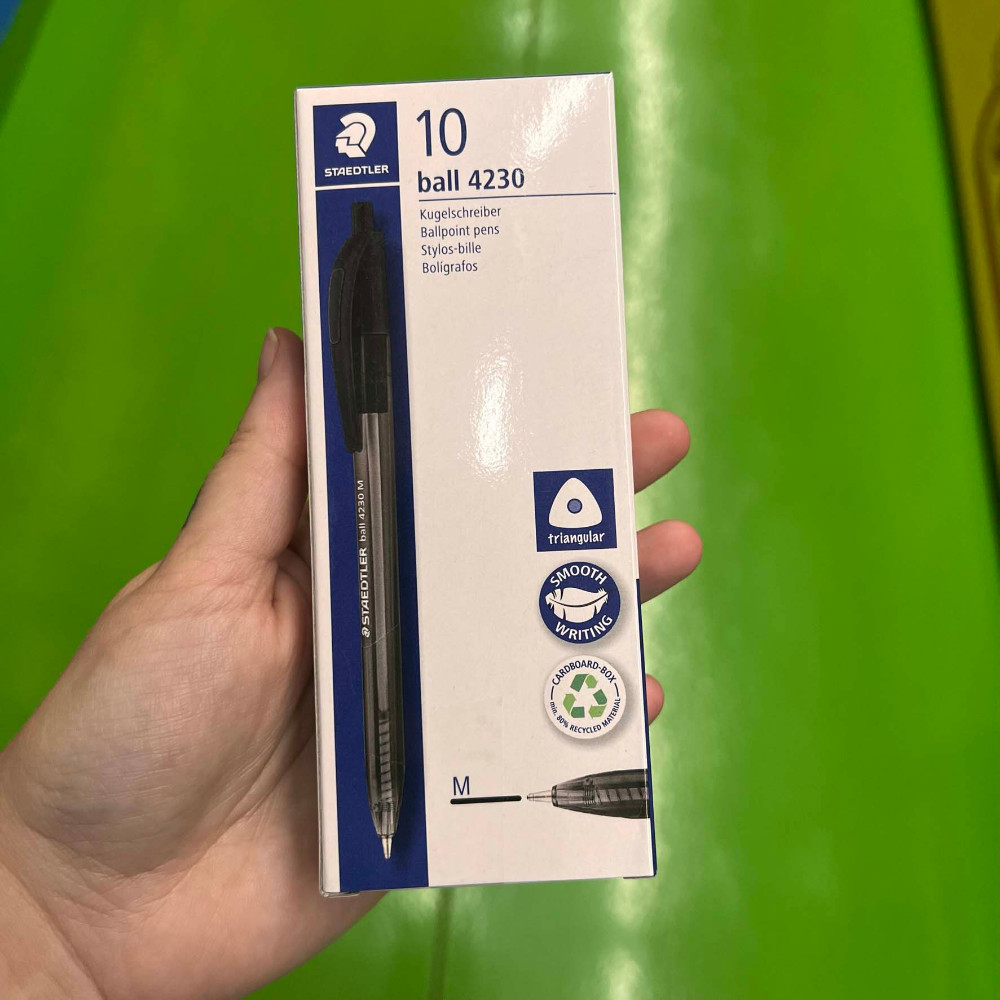 STAEDTLER
10
ball 4230
Kugelschreiber
Ballpoint pens
Stylos-bille
Bolígrafos
STAEDTLER ball 4230 M
triangular
SMOOTH
WRITING
CARDBOARD-BOX
min. 80% RECYCLED MATERIAL
M